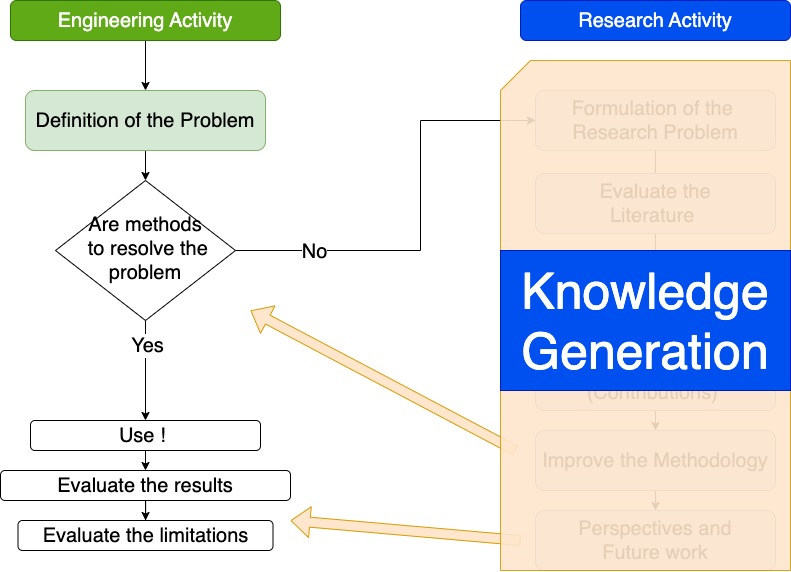 Engineering Activity
Research Activity
Definition of the Problem
Are methods
to resolve the
problem
No
Yes
Use !
Evaluate the results
Evaluate the limitations
Formulation of the
Research Problem
Evaluate the
Literature
Knowledge
Generation
(Contributions)
Improve the Methodology
Perspectives and
Future work